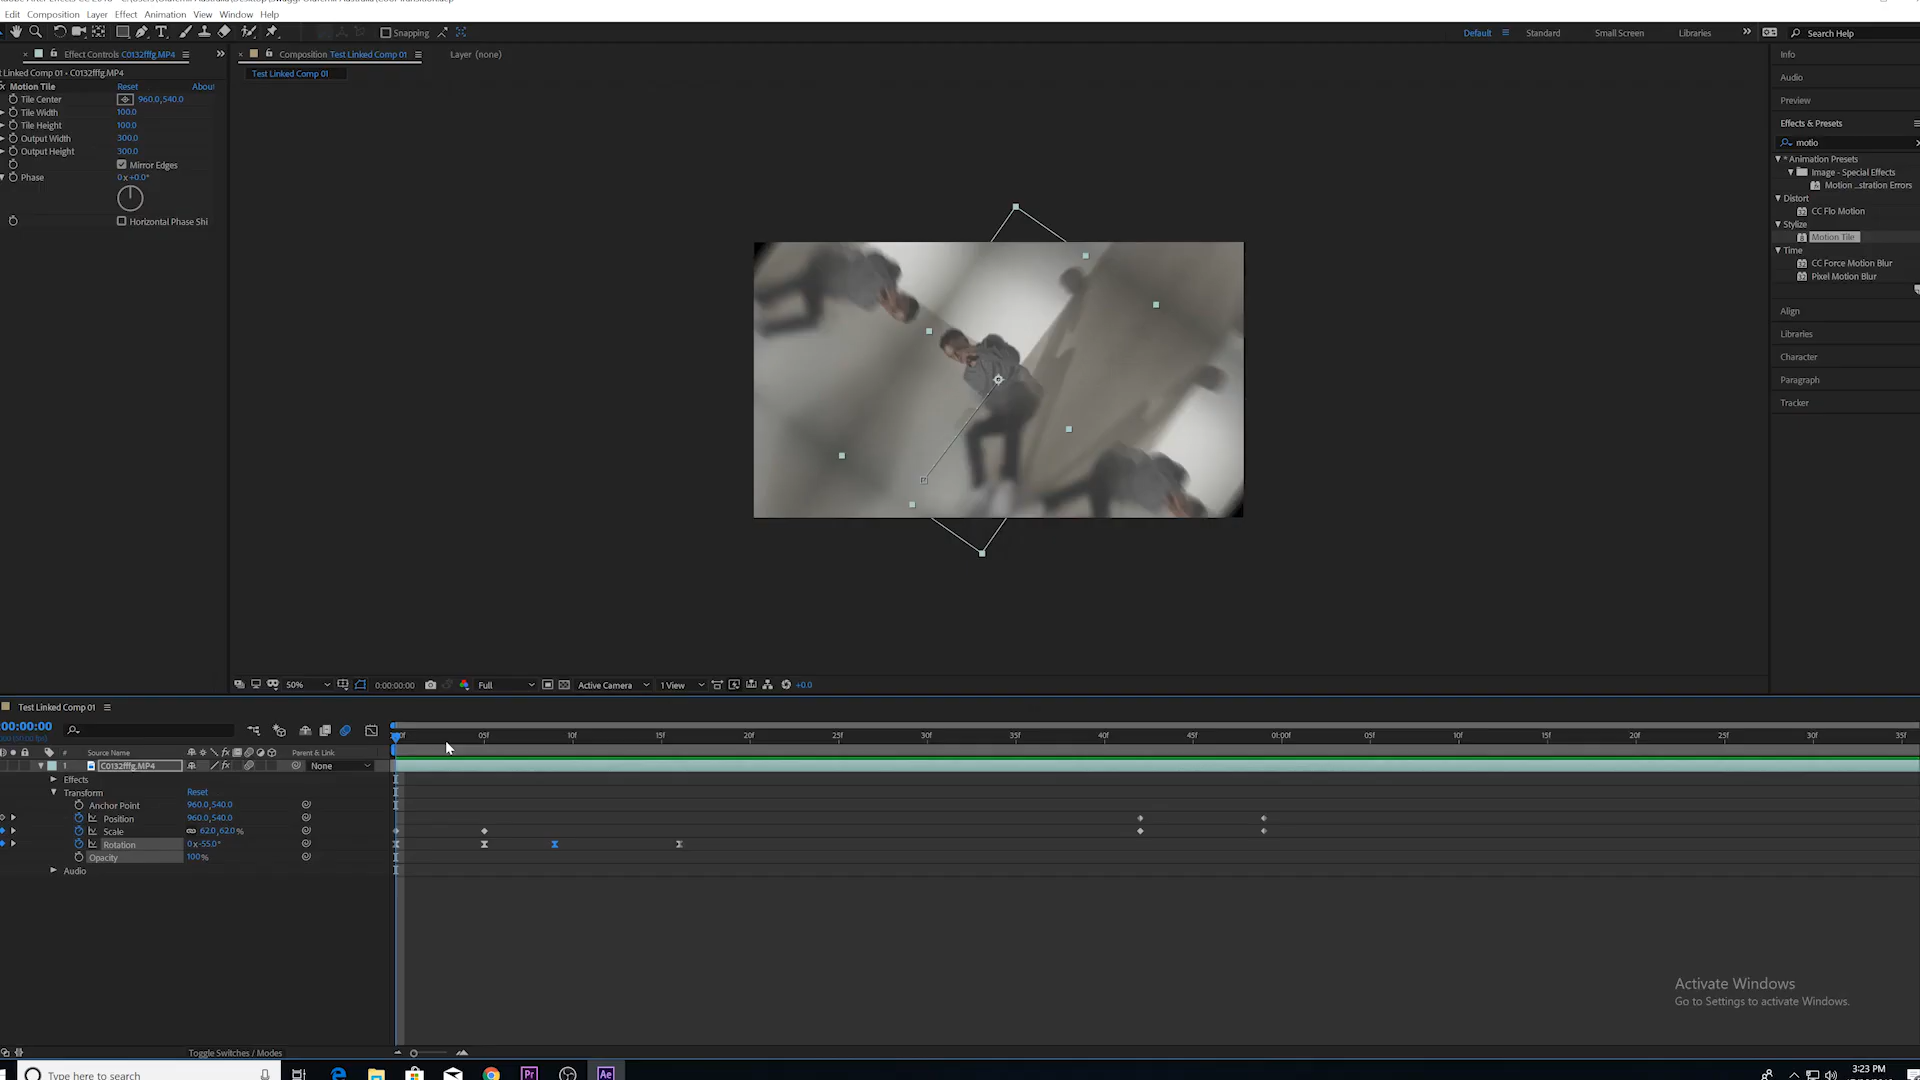 Edit Composition Layer Effect Animation View Window Help
Snapping
Default Standard Small Screen Libraries Search Help
Effect Controls C0132fffg.MP4
Composition Test Linked Comp 01
Layer (none)
Test Linked Comp 01 • C0132fffg.MP4
Test Linked Comp 01
Motion Tile Reset About
Tile Center 960.0,540.0
Tile Width 100.0
Tile Height 100.0
Output Width 300.0
Output Height 300.0
Mirror Edges
Phase 0x+0.0°
Horizontal Phase Shi
Info
Audio
Preview
Effects & Presets
motio
* Animation Presets
Image - Special Effects
Motion ...stration Errors
Distort
CC Flo Motion
Stylize
Motion Tile
Time
CC Force Motion Blur
Pixel Motion Blur
Align
Libraries
Character
Paragraph
Tracker
50% 0:00:00:00 Full Active Camera 1 View +0.0
Test Linked Comp 01
:00:00:00
05f 10f 15f 20f 25f 30f 35f 40f 45f 0:00f 05f 10f 15f 20f 25f 30f 35f
# Source Name Parent & Link
1 C0132fffg.MP4 None
Effects
Transform Reset
Anchor Point 960.0,540.0
Position 960.0,540.0
Scale 62.0,62.0%
Rotation 0x-55.0°
Opacity 100%
Audio
Activate Windows
Go to Settings to activate Windows.
Toggle Switches / Modes
Type here to search
Pr
Ae
3:23 PM